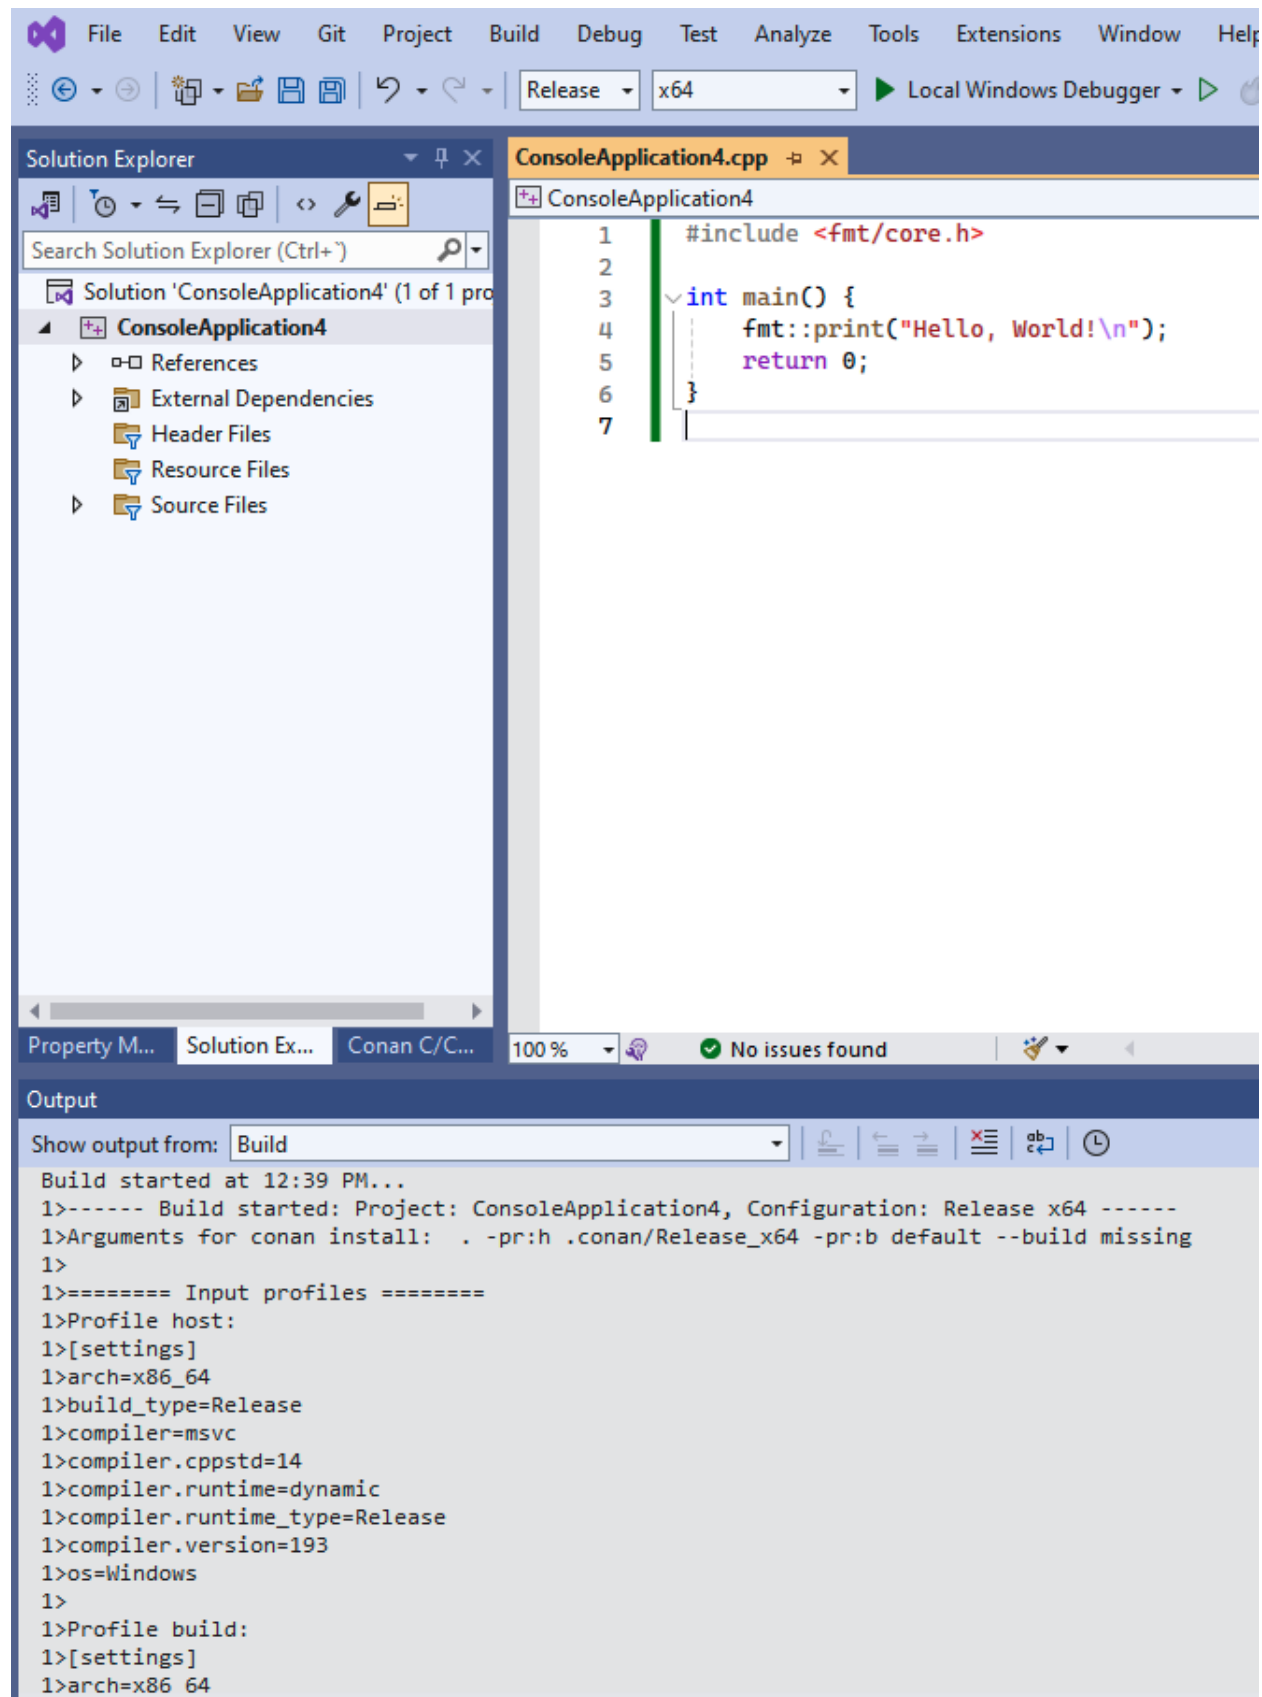 File Edit View Git Project Build Debug Test Analyze Tools Extensions Window Help
Release x64 Local Windows Debugger
Solution Explorer
Search Solution Explorer (Ctrl+`)
Solution 'ConsoleApplication4' (1 of 1 pro
ConsoleApplication4
References
External Dependencies
Header Files
Resource Files
Source Files
Property M... Solution Ex... Conan C/C...
ConsoleApplication4.cpp
ConsoleApplication4
1 #include <fmt/core.h>
2
3 int main() {
4 fmt::print("Hello, World!\n");
5 return 0;
6 }
7
100 % No issues found
Output
Show output from: Build
Build started at 12:39 PM...
1>------ Build started: Project: ConsoleApplication4, Configuration: Release x64 ------
1>Arguments for conan install:  . -pr:h .conan/Release_x64 -pr:b default --build missing
1>
1>======== Input profiles ========
1>Profile host:
1>[settings]
1>arch=x86_64
1>build_type=Release
1>compiler=msvc
1>compiler.cppstd=14
1>compiler.runtime=dynamic
1>compiler.runtime_type=Release
1>compiler.version=193
1>os=Windows
1>
1>Profile build:
1>[settings]
1>arch=x86_64